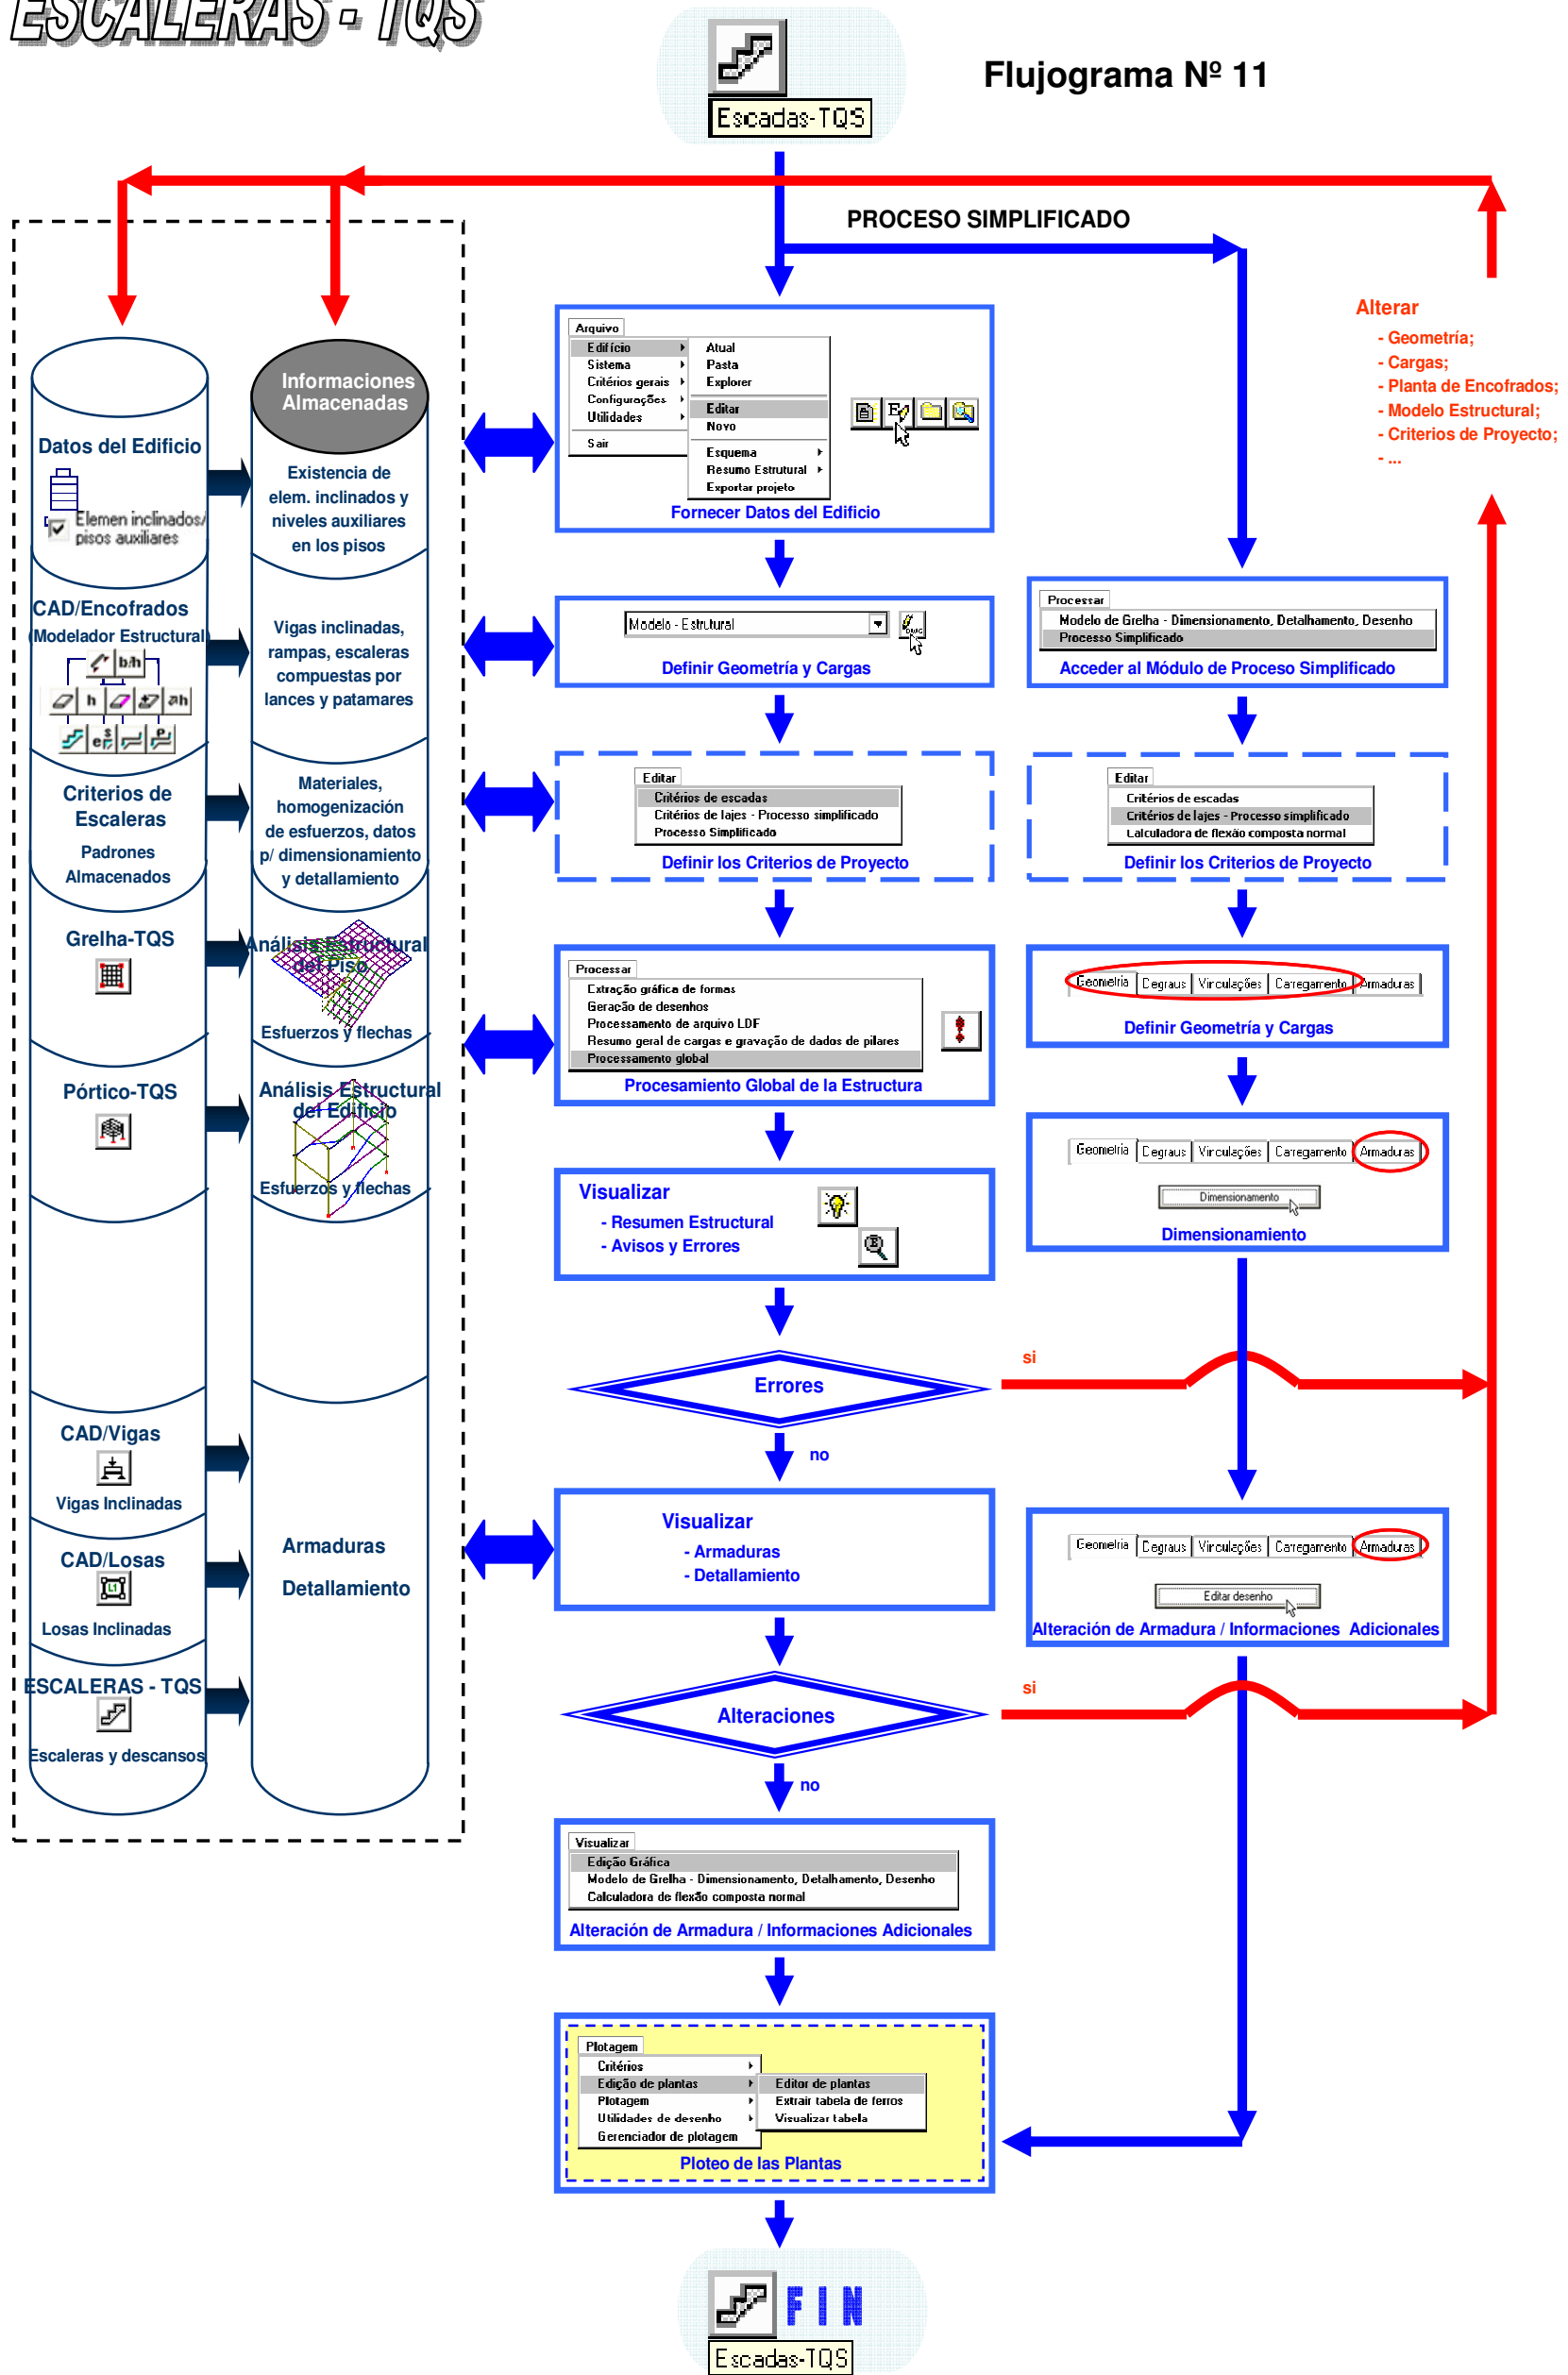 ESCALERAS - TQS
Escadas-TQS
Flujograma Nº 11
PROCESO SIMPLIFICADO
Alterar
- Geometría;
- Cargas;
- Planta de Encofrados;
- Modelo Estructural;
- Criterios de Proyecto;
- ...
Datos del Edificio
Elemen inclinados/
pisos auxiliares
Informaciones
Almacenadas
Existencia de
elem. inclinados y
niveles auxiliares
en los pisos
CAD/Encofrados
(Modelador Estructural)
b/h
h
Vigas inclinadas,
rampas, escaleras
compuestas por
lances y patamares
Criterios de
Escaleras
Padrones
Almacenados
Materiales,
homogenización
de esfuerzos, datos
p/ dimensionamiento
y detallamiento
Grelha-TQS
Análisis Estructural
del Piso
Esfuerzos y flechas
Pórtico-TQS
Análisis Estructural
del Edificio
Esfuerzos y flechas
CAD/Vigas
Vigas Inclinadas
CAD/Losas
L1
Losas Inclinadas
ESCALERAS - TQS
Escaleras y descansos
Armaduras
Detallamiento
Arquivo
Edifício
Sistema
Critérios gerais
Configurações
Utilidades
Sair
Atual
Pasta
Explorer
Editar
Novo
Esquema
Resumo Estrutural
Exportar projeto
Fornecer Datos del Edificio
Modelo - Estrutural
Definir Geometría y Cargas
Editar
Critérios de escadas
Critérios de lajes - Processo simplificado
Processo Simplificado
Definir los Criterios de Proyecto
Processar
Extração gráfica de formas
Geração de desenhos
Processamento de arquivo LDF
Resumo geral de cargas e gravação de dados de pilares
Processamento global
Procesamiento Global de la Estructura
Visualizar
- Resumen Estructural
- Avisos y Errores
Errores
si
no
Visualizar
- Armaduras
- Detallamiento
Alteraciones
si
no
Visualizar
Edição Gráfica
Modelo de Grelha - Dimensionamento, Detalhamento, Desenho
Calculadora de flexão composta normal
Alteración de Armadura / Informaciones Adicionales
Plotagem
Critérios
Edição de plantas
Plotagem
Utilidades de desenho
Gerenciador de plotagem
Editor de plantas
Extrair tabela de ferros
Visualizar tabela
Ploteo de las Plantas
Processar
Modelo de Grelha - Dimensionamento, Detalhamento, Desenho
Processo Simplificado
Acceder al Módulo de Proceso Simplificado
Editar
Critérios de escadas
Critérios de lajes - Processo simplificado
Calculadora de flexão composta normal
Definir los Criterios de Proyecto
Geometria Degraus Vinculações Carregamento Armaduras
Definir Geometría y Cargas
Geometria Degraus Vinculações Carregamento Armaduras
Dimensionamento
Dimensionamiento
Geometria Degraus Vinculações Carregamento Armaduras
Editar desenho
Alteración de Armadura / Informaciones Adicionales
FIN
Escadas-TQS